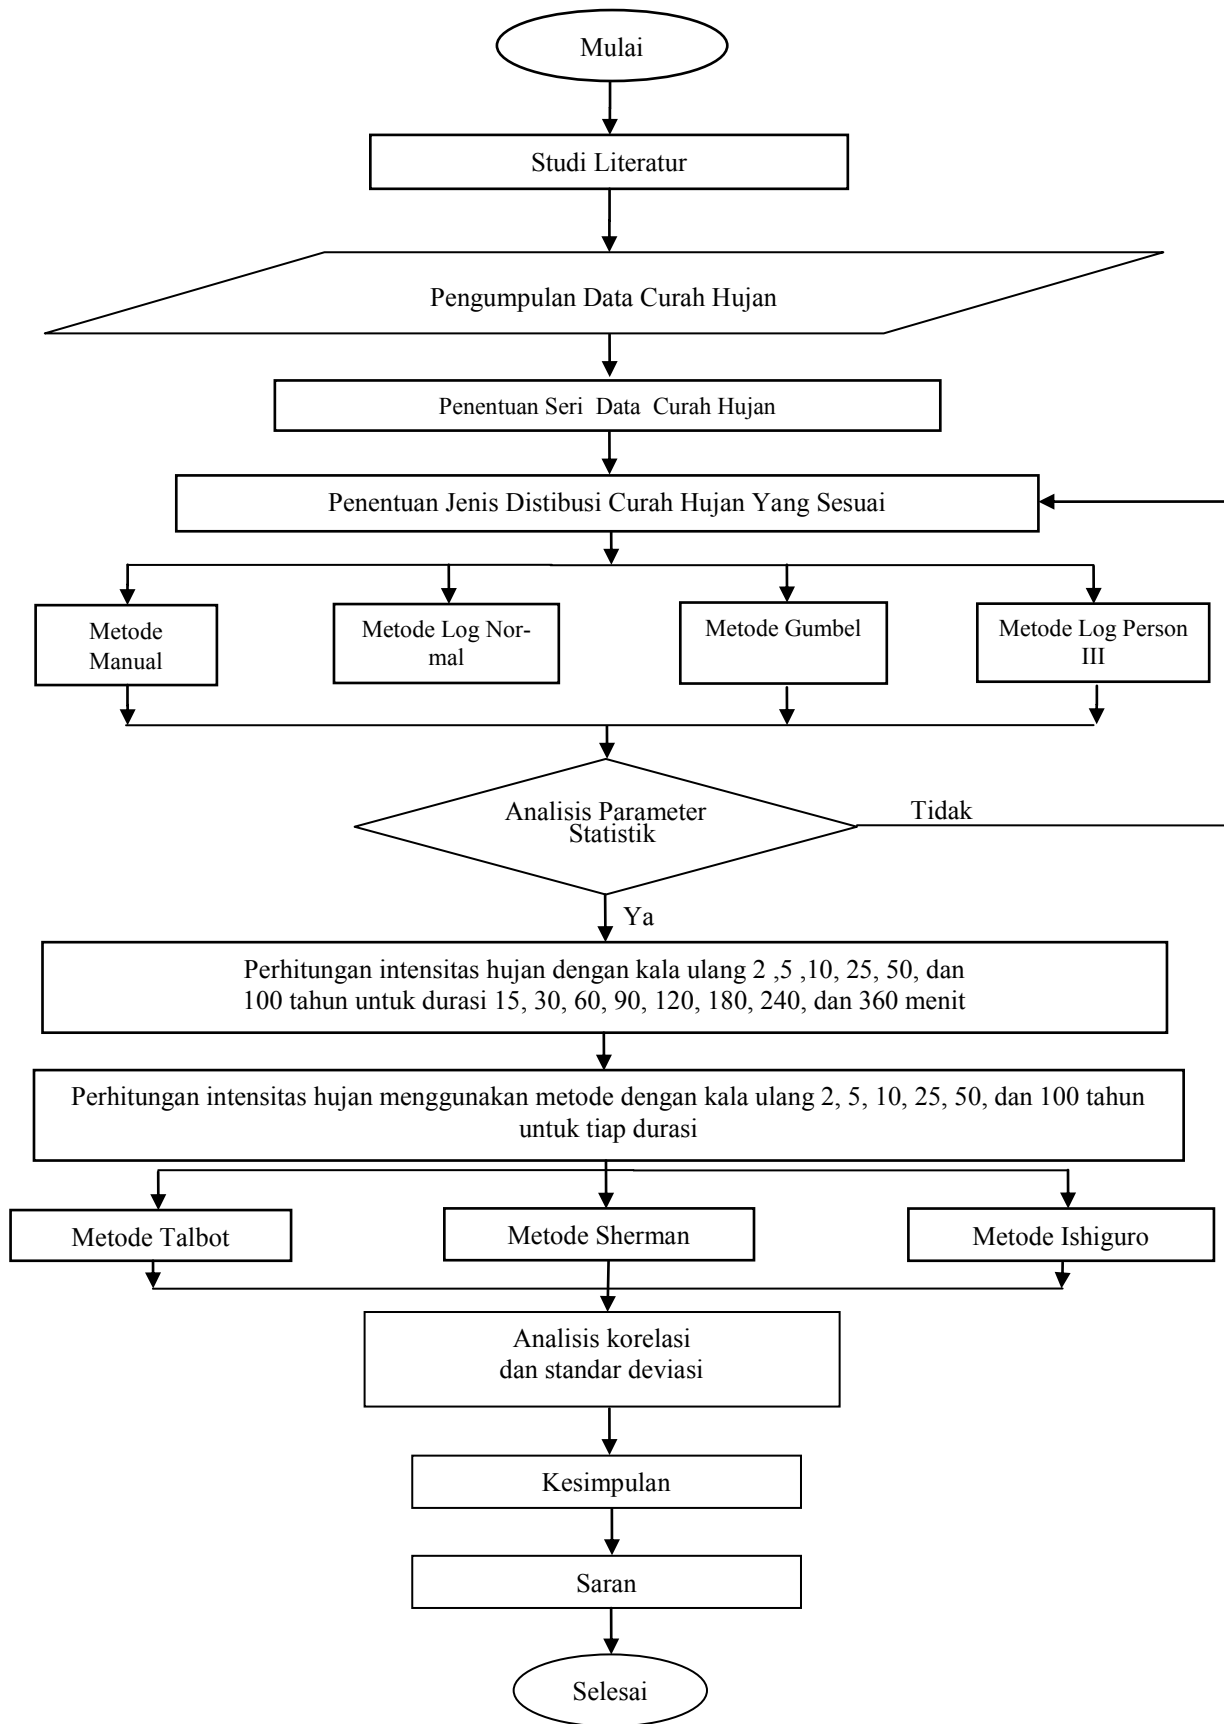 Mulai
Studi Literatur
Pengumpulan Data Curah Hujan
Penentuan Seri Data Curah Hujan
Penentuan Jenis Distibusi Curah Hujan Yang Sesuai
Metode
Manual
Metode Log Nor-
mal
Metode Gumbel
Metode Log Person
III
Analisis Parameter
Statistik
Tidak
Ya
Perhitungan intensitas hujan dengan kala ulang 2 ,5 ,10, 25, 50, dan
100 tahun untuk durasi 15, 30, 60, 90, 120, 180, 240, dan 360 menit
Perhitungan intensitas hujan menggunakan metode dengan kala ulang 2, 5, 10, 25, 50, dan 100 tahun
untuk tiap durasi
Metode Talbot
Metode Sherman
Metode Ishiguro
Analisis korelasi
dan standar deviasi
Kesimpulan
Saran
Selesai